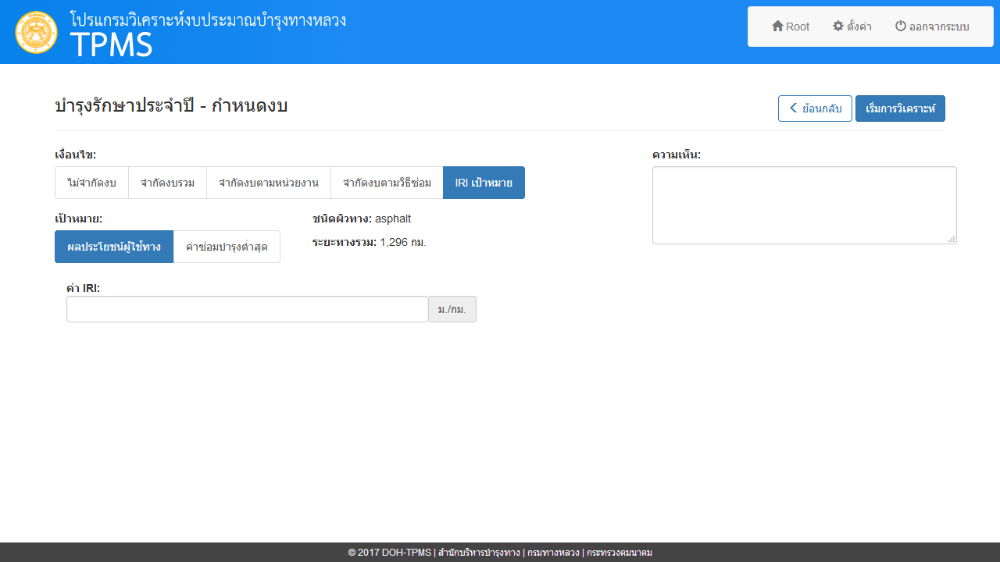 โปรแกรมวิเคราะห์งบประมาณบำรุงทางหลวง
TPMS
Root ตั้งค่า ออกจากระบบ
บำรุงรักษาประจำปี - กำหนดงบ
ย้อนกลับ เริ่มการวิเคราะห์
เงื่อนไข: ความเห็น:
ไม่จำกัดงบ จำกัดงบรวม จำกัดงบตามหน่วยงาน จำกัดงบตามวิธีซ่อม IRI เป้าหมาย
เป้าหมาย: ชนิดผิวทาง: asphalt
ผลประโยชน์ผู้ใช้ทาง ค่าซ่อมบำรุงต่ำสุด ระยะทางรวม: 1,296 กม.
ค่า IRI:
ม./กม.
© 2017 DOH-TPMS | สำนักบริหารบำรุงทาง | กรมทางหลวง | กระทรวงคมนาคม